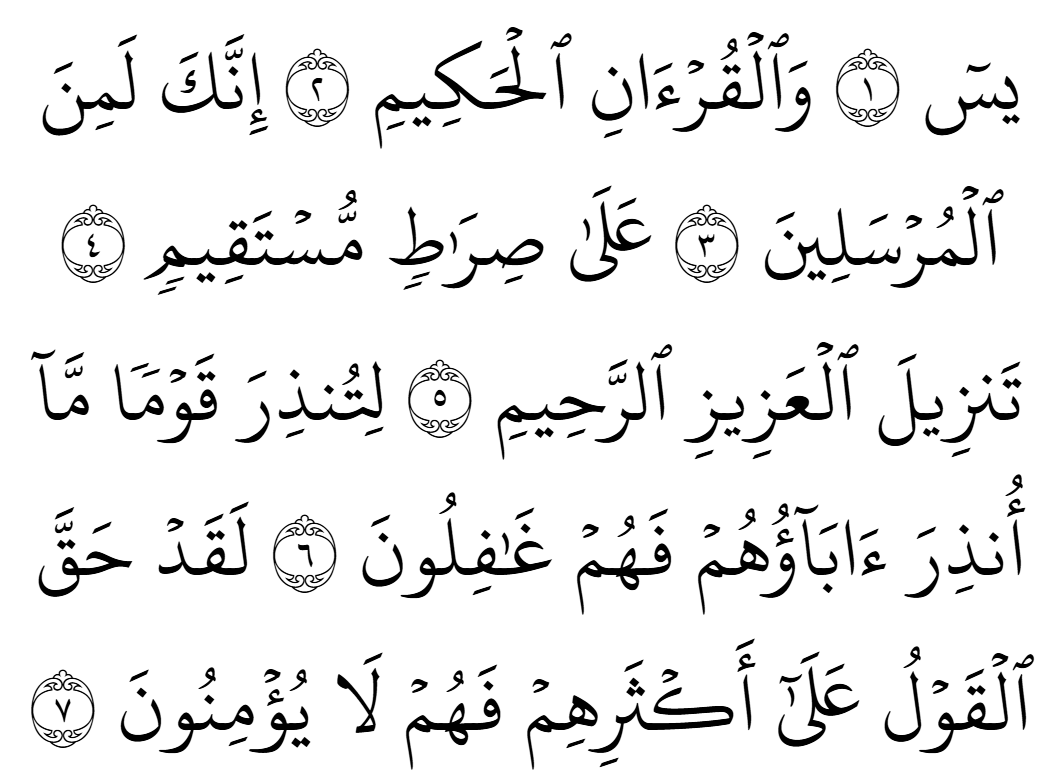 يسٓ ١ وَٱلۡقُرۡءَانِ ٱلۡحَكِيمِ ٢ إِنَّكَ لَمِنَ
ٱلۡمُرۡسَلِينَ ٣ عَلَىٰ صِرَٰطٖ مُّسۡتَقِيمٖ ٤
تَنزِيلَ ٱلۡعَزِيزِ ٱلرَّحِيمِ ٥ لِتُنذِرَ قَوۡمٗا مَّآ
أُنذِرَ ءَابَآؤُهُمۡ فَهُمۡ غَٰفِلُونَ ٦ لَقَدۡ حَقَّ
ٱلۡقَوۡلُ عَلَىٰٓ أَكۡثَرِهِمۡ فَهُمۡ لَا يُؤۡمِنُونَ ٧